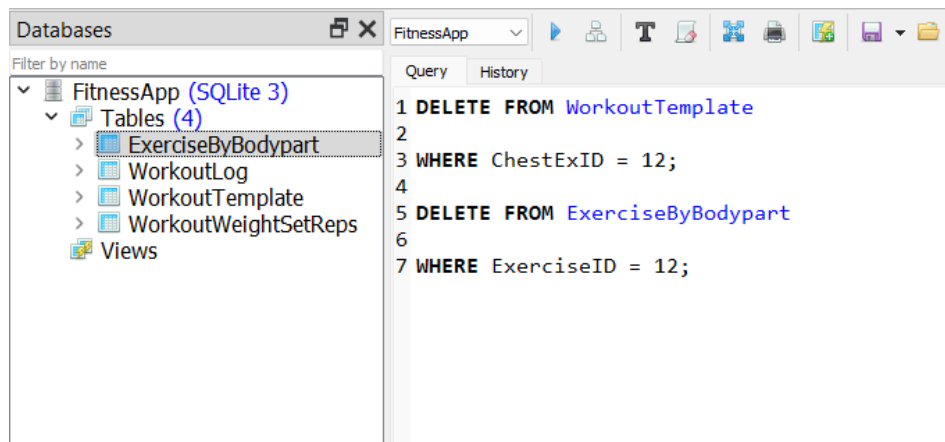 Databases
Filter by name
FitnessApp (SQLite 3)
Tables (4)
ExerciseByBodypart
WorkoutLog
WorkoutTemplate
WorkoutWeightSetReps
Views
FitnessApp
T
Query History
1 DELETE FROM WorkoutTemplate
2
3 WHERE ChestExID = 12;
4
5 DELETE FROM ExerciseByBodypart
6
7 WHERE ExerciseID = 12;